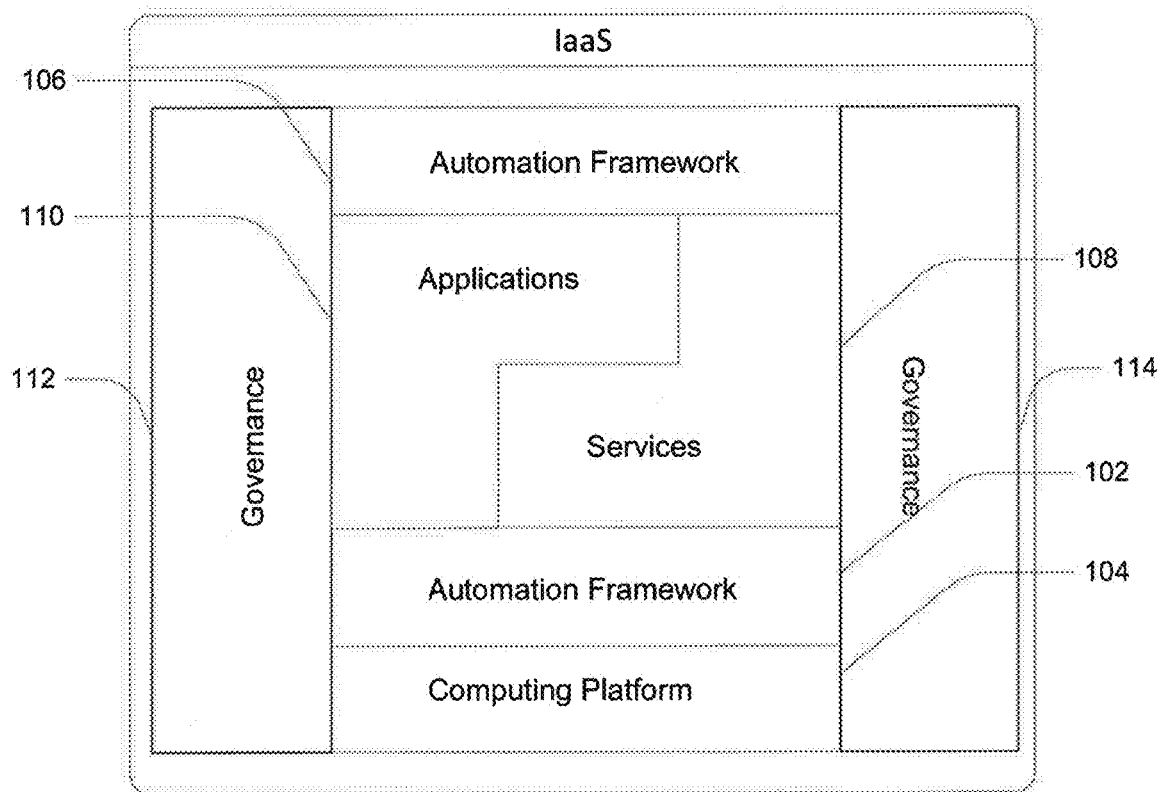 IaaS
106
Automation Framework
110
Applications
108
112
Governance
Governance
114
Services
102
Automation Framework
104
Computing Platform